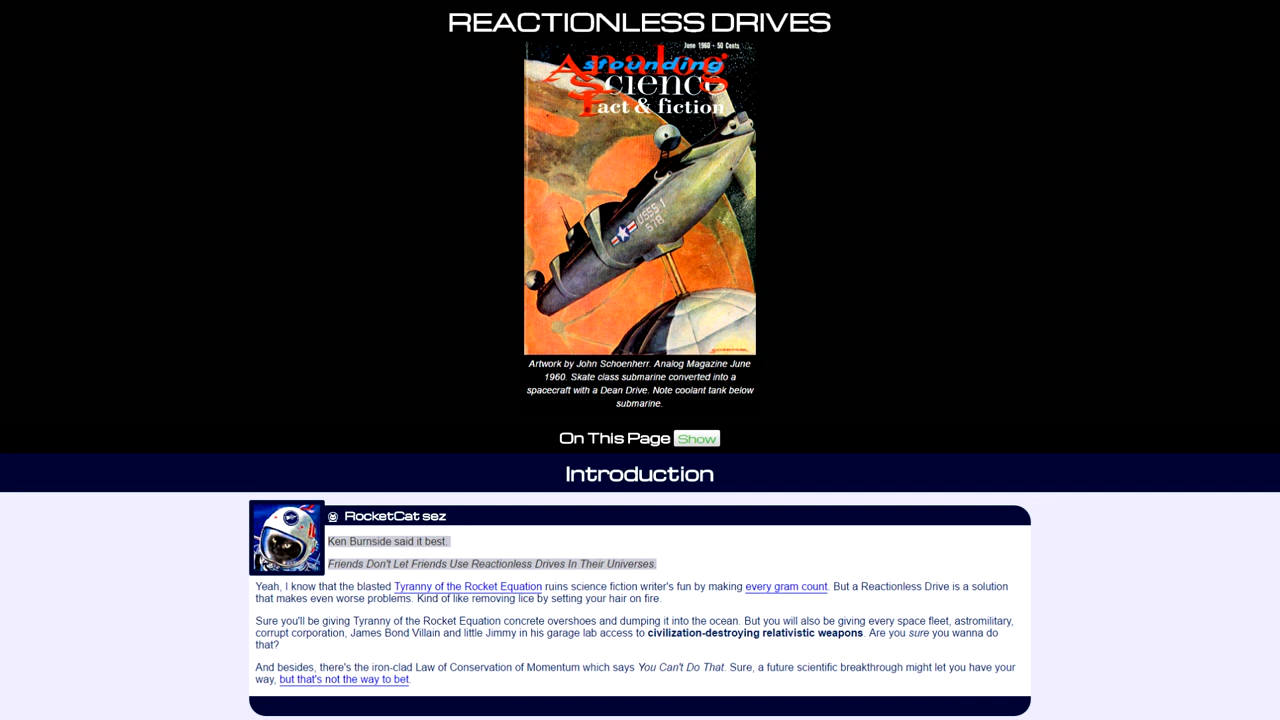 REACTIONLESS DRIVES
June 1960 · 50 Cents
Analog
Astounding
Science
Fact & fiction
USSS 1
578
Artwork by John Schoenherr. Analog Magazine June
1960. Skate class submarine converted into a
spacecraft with a Dean Drive. Note coolant tank below
submarine.
On This Page Show
Introduction
RocketCat sez
Ken Burnside said it best.
Friends Don't Let Friends Use Reactionless Drives In Their Universes.
Yeah, I know that the blasted Tyranny of the Rocket Equation ruins science fiction writer's fun by making every gram count. But a Reactionless Drive is a solution
that makes even worse problems. Kind of like removing lice by setting your hair on fire.
Sure you'll be giving Tyranny of the Rocket Equation concrete overshoes and dumping it into the ocean. But you will also be giving every space fleet, astromilitary,
corrupt corporation, James Bond Villain and little Jimmy in his garage lab access to civilization-destroying relativistic weapons. Are you sure you wanna do
that?
And besides, there's the iron-clad Law of Conservation of Momentum which says You Can't Do That. Sure, a future scientific breakthrough might let you have your
way, but that's not the way to bet.